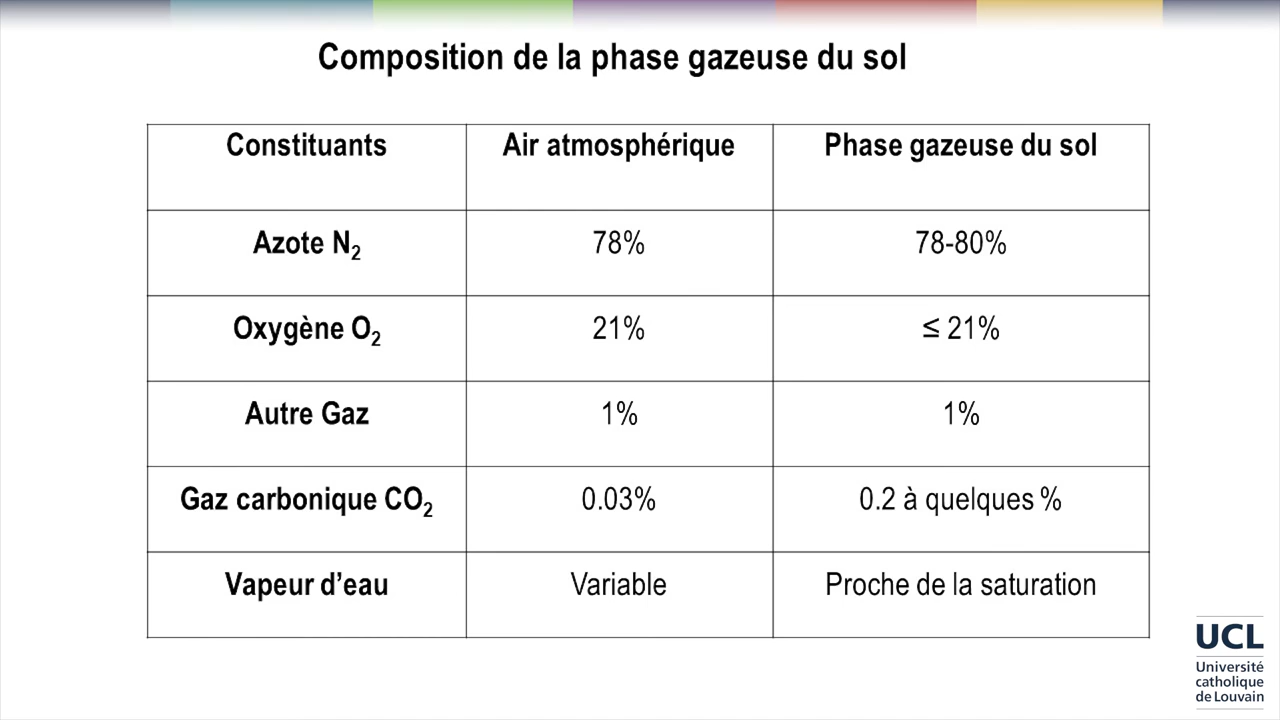 Composition de la phase gazeuse du sol
Constituants Air atmosphérique Phase gazeuse du sol
Azote N₂ 78% 78-80%
Oxygène O₂ 21% ≤ 21%
Autre Gaz 1% 1%
Gaz carbonique CO₂ 0.03% 0.2 à quelques %
Vapeur d’eau Variable Proche de la saturation
UCL
Université
catholique
de Louvain